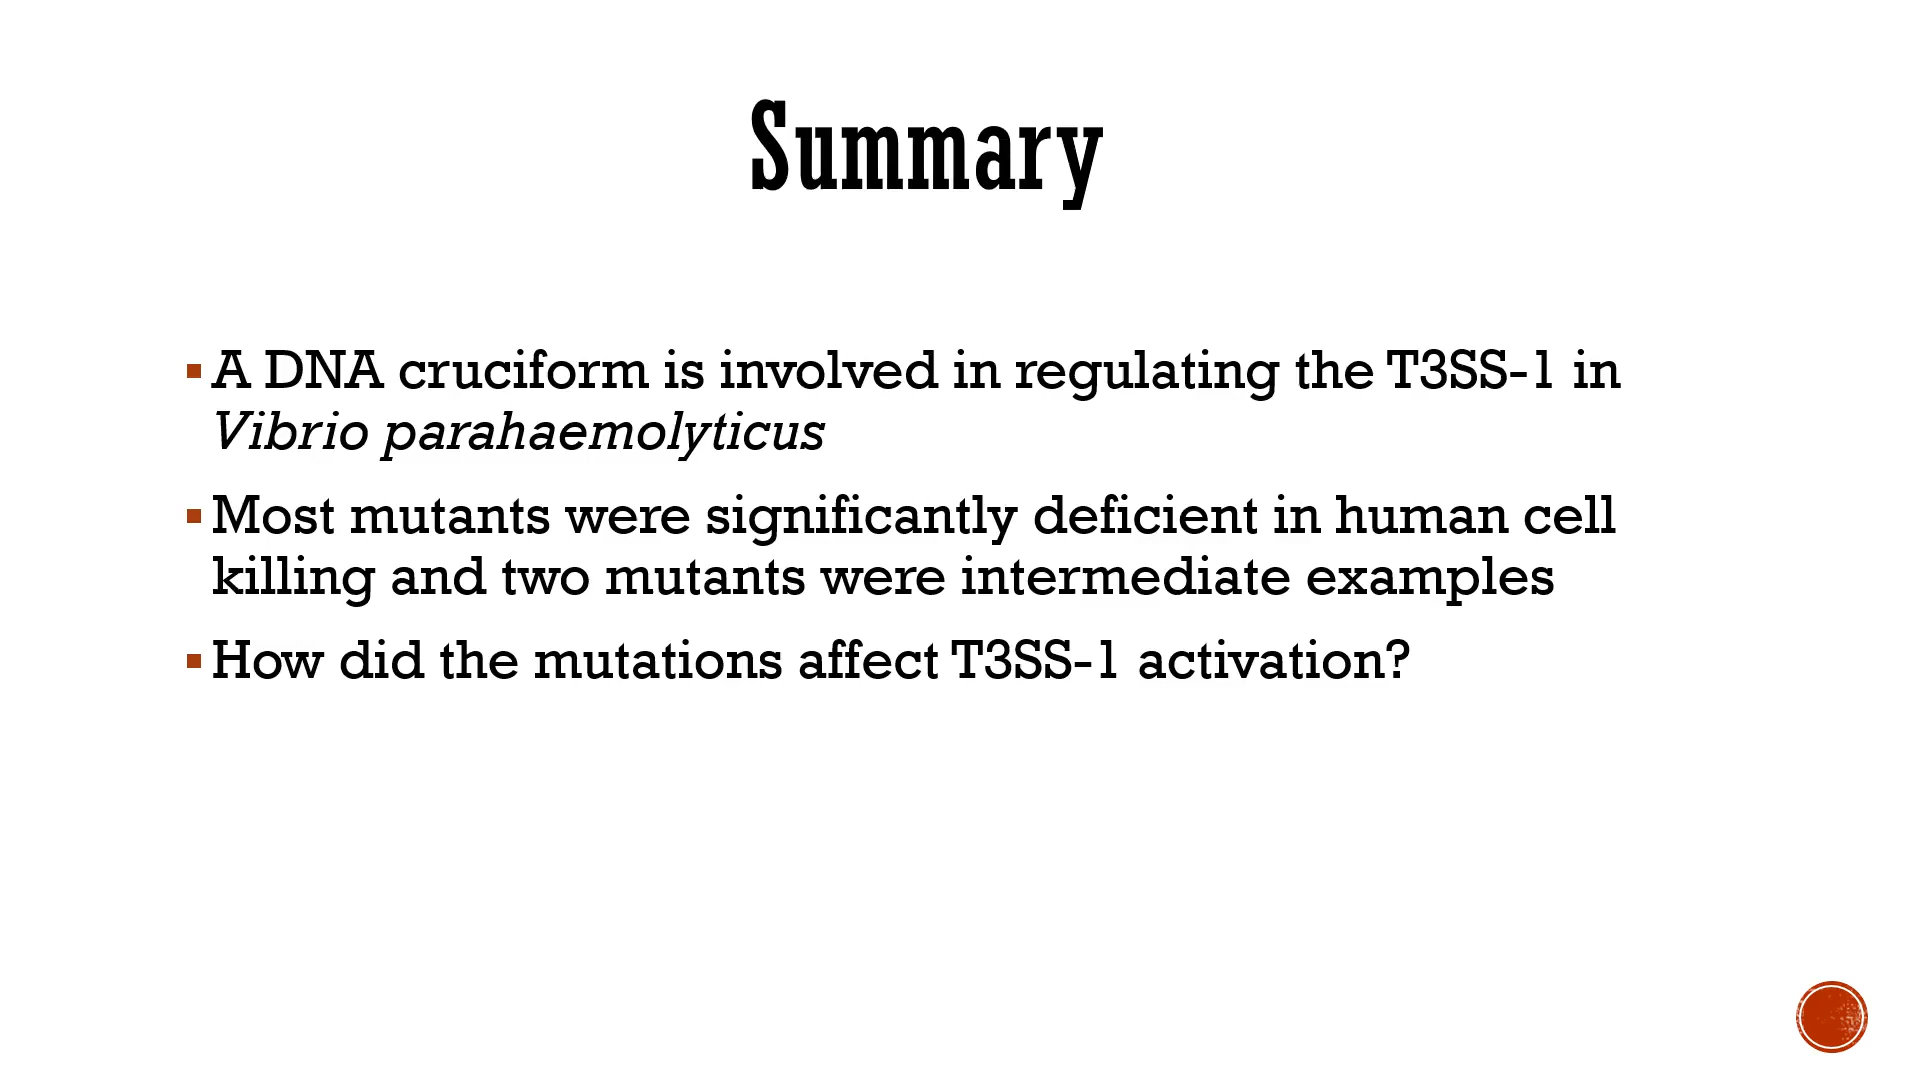 Summary
A DNA cruciform is involved in regulating the T3SS-1 in
Vibrio parahaemolyticus
Most mutants were significantly deficient in human cell
killing and two mutants were intermediate examples
How did the mutations affect T3SS-1 activation?